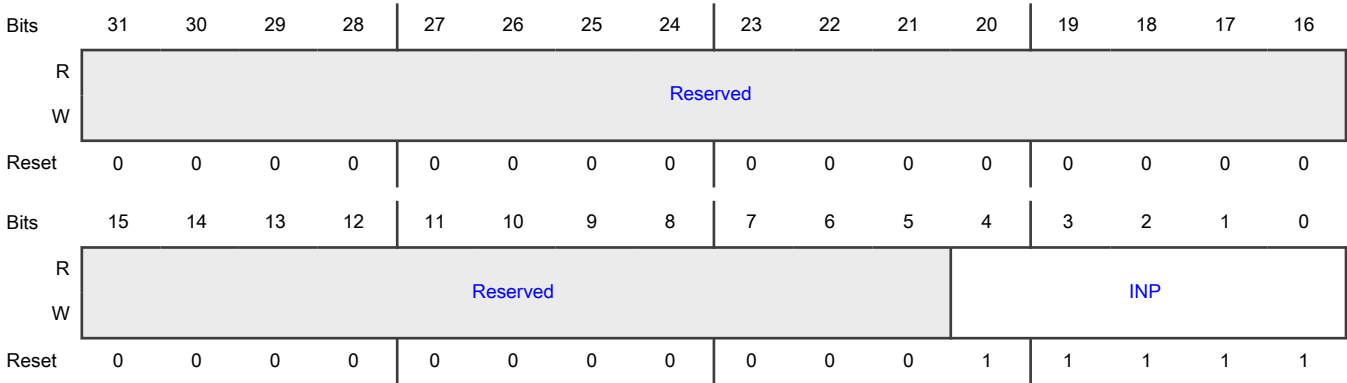 Bits 31 30 29 28 27 26 25 24 23 22 21 20 19 18 17 16
R
Reserved
W
Reset 0 0 0 0 0 0 0 0 0 0 0 0 0 0 0 0
Bits 15 14 13 12 11 10 9 8 7 6 5 4 3 2 1 0
R
Reserved INP
W
Reset 0 0 0 0 0 0 0 0 0 0 0 1 1 1 1 1